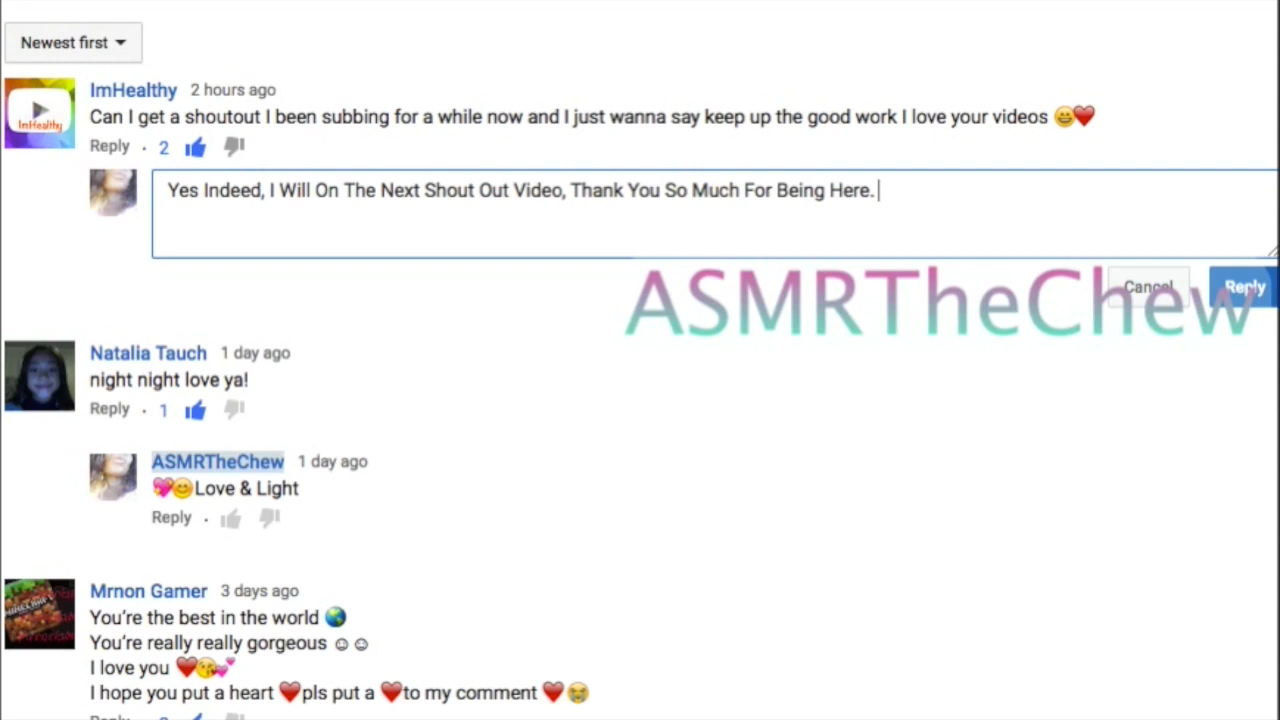 Newest first
ImHealthy 2 hours ago
Can I get a shoutout I been subbing for a while now and I just wanna say keep up the good work I love your videos 😄❤️
ImHealthy
Reply · 2
Yes Indeed, I Will On The Next Shout Out Video, Thank You So Much For Being Here.
Cancel Reply
ASMRTheChew
Natalia Tauch 1 day ago
night night love ya!
Reply · 1
ASMRTheChew 1 day ago
💖😊Love & Light
Reply ·
Mrnon Gamer 3 days ago
You’re the best in the world 🌎
You’re really really gorgeous ☺☺
I love you ❤️😘💕
I hope you put a heart ❤️pls put a ❤️to my comment ❤️😭